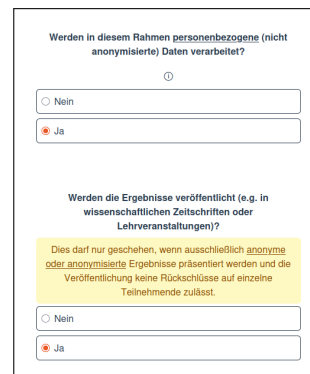 Werden in diesem Rahmen personenbezogene (nicht
anonymisierte) Daten verarbeitet?
Nein
Ja
Werden die Ergebnisse veröffentlicht (e.g. in
wissenschaftlichen Zeitschriften oder
Lehrveranstaltungen)?
Dies darf nur geschehen, wenn ausschließlich anonyme
oder anonymisierte Ergebnisse präsentiert werden und die
Veröffentlichung keine Rückschlüsse auf einzelne
Teilnehmende zulässt.
Nein
Ja